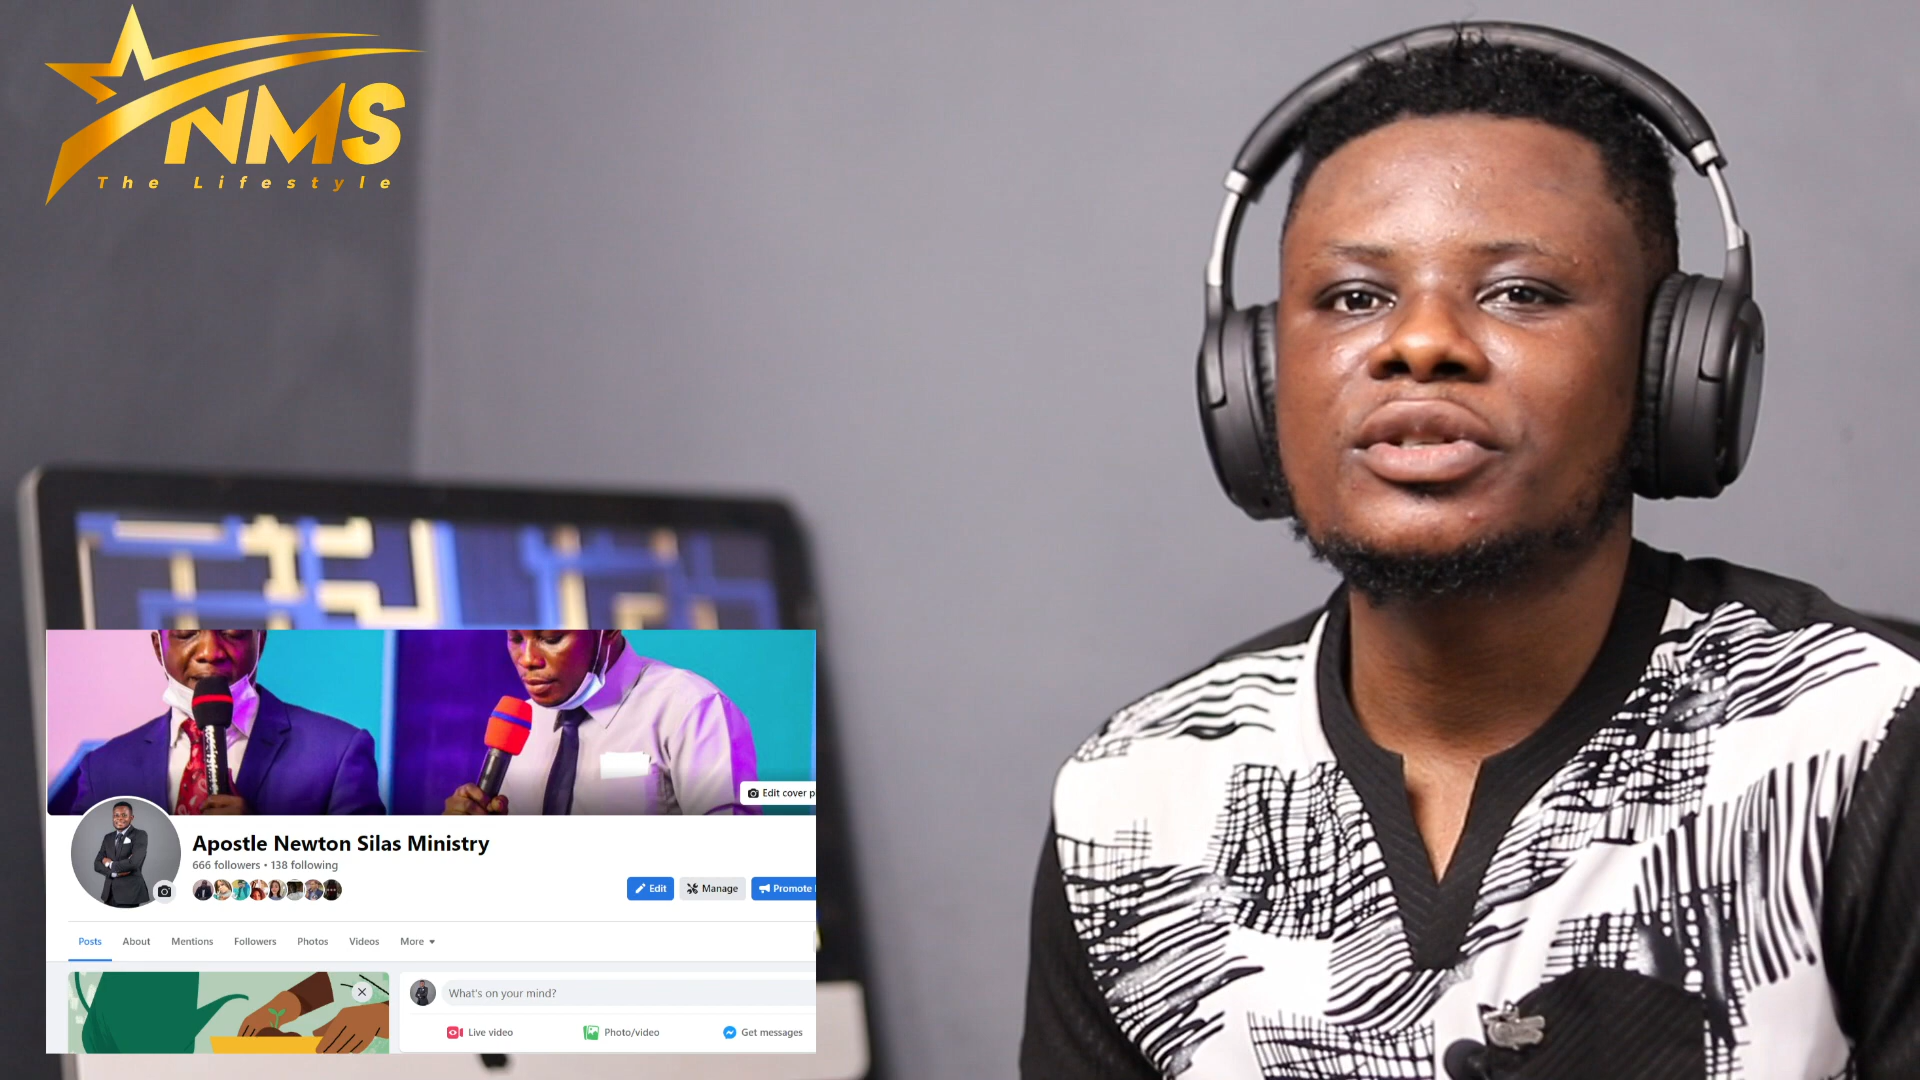 NMS
The Lifestyle
Edit cover p
Apostle Newton Silas Ministry
666 followers • 138 following
Edit
Manage
Promote
Posts
About
Mentions
Followers
Photos
Videos
More
What's on your mind?
Live video
Photo/video
Get messages